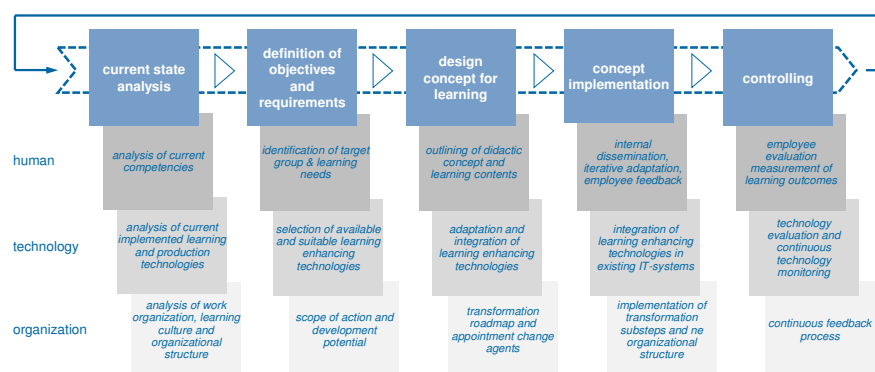 current state
analysis
definition of
objectives
and
requirements
design
concept for
learning
concept
implementation
controlling
human
analysis of current
competencies
identification of target
group & learning
needs
outlining of didactic
concept and
learning contents
internal
dissemination,
iterative adaptation,
employee feedback
employee
evaluation
measurement of
learning outcomes
technology
analysis of current
implemented learning
and production
technologies
selection of available
and suitable learning
enhancing
technologies
adaptation and
integration of
learning enhancing
technologies
integration of
learning enhancing
technologies in
existing IT-systems
technology
evaluation and
continuous
technology
monitoring
organization
analysis of work
organization, learning
culture and
organizational
structure
scope of action and
development
potential
transformation
roadmap and
appointment change
agents
implementation of
transformation
substeps and ne
organizational
structure
continuous feedback
process